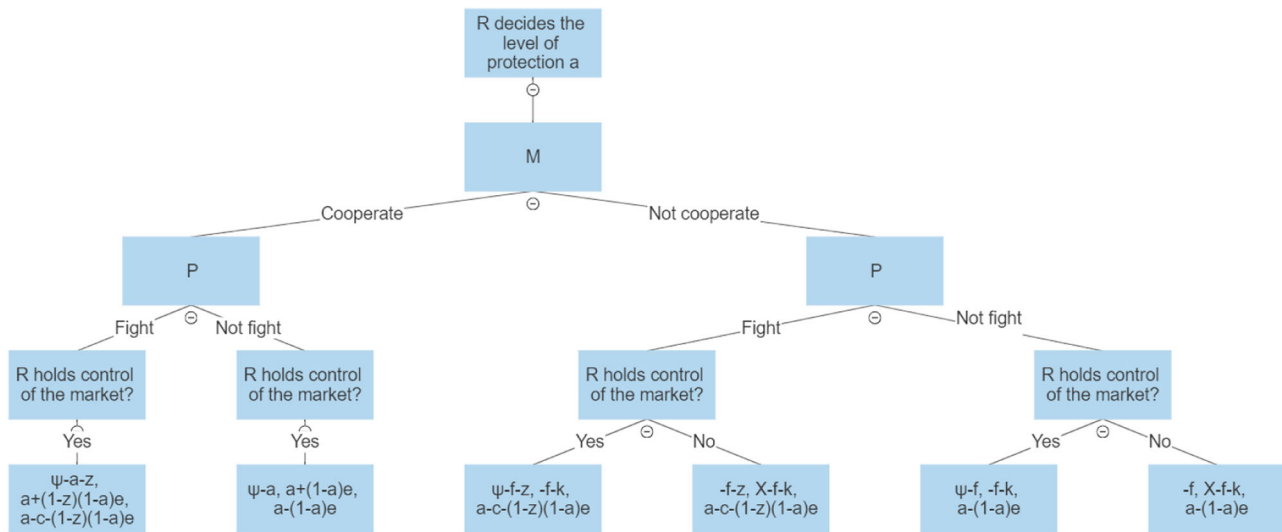 R decides the
level of
protection a
M
Cooperate
Not cooperate
P
P
Fight
Not fight
Fight
Not fight
R holds control
of the market?
R holds control
of the market?
R holds control
of the market?
R holds control
of the market?
Yes
Yes
Yes
No
Yes
No
ψ-a-z,
a+(1-z)(1-a)e,
a-c-(1-z)(1-a)e
ψ-a, a+(1-a)e,
a-(1-a)e
ψ-f-z, -f-k,
a-c-(1-z)(1-a)e
-f-z, X-f-k,
a-c-(1-z)(1-a)e
ψ-f, -f-k,
a-(1-a)e
-f, X-f-k,
a-(1-a)e